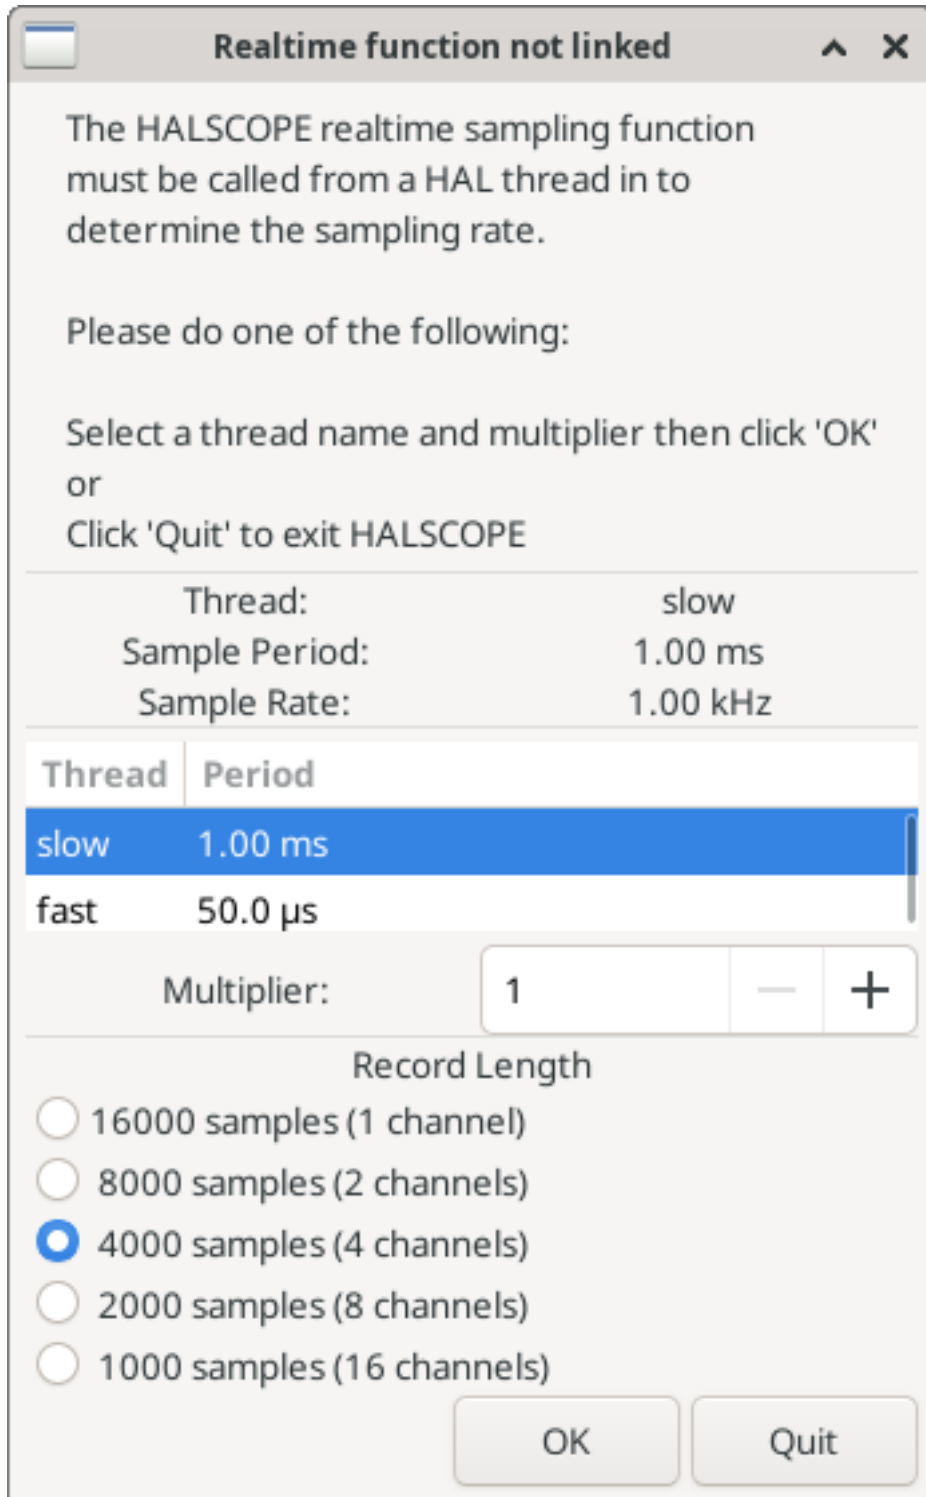 Realtime function not linked
The HALSCOPE realtime sampling function
must be called from a HAL thread in to
determine the sampling rate.
Please do one of the following:
Select a thread name and multiplier then click 'OK'
or
Click 'Quit' to exit HALSCOPE
Thread: slow
Sample Period: 1.00 ms
Sample Rate: 1.00 kHz
Thread Period
slow 1.00 ms
fast 50.0 µs
Multiplier: 1
Record Length
16000 samples (1 channel)
8000 samples (2 channels)
4000 samples (4 channels)
2000 samples (8 channels)
1000 samples (16 channels)
OK Quit